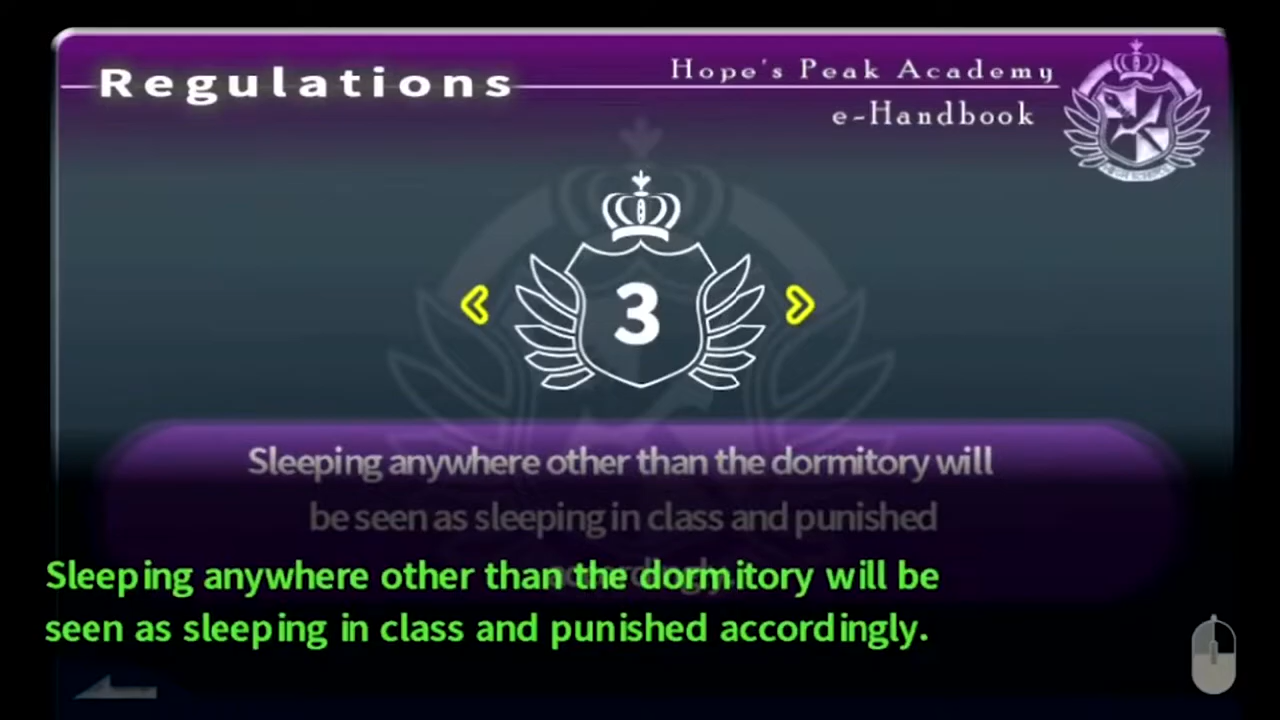 Regulations
Hope's Peak Academy
e-Handbook
3
Sleeping anywhere other than the dormitory will
be seen as sleeping in class and punished
accordingly.
Sleeping anywhere other than the dormitory will be
seen as sleeping in class and punished accordingly.